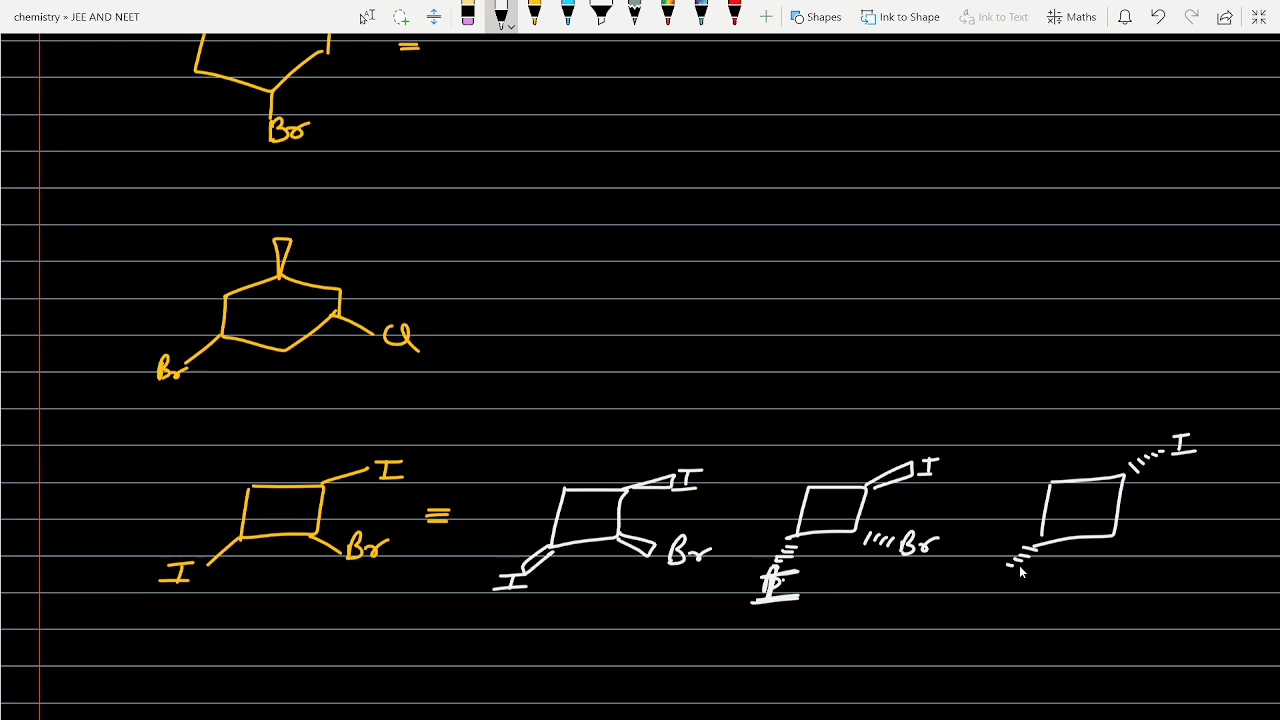 chemistry » JEE AND NEET
Shapes
Ink to Shape
Ink to Text
Maths
=
Br
Br
Cl
I
I
Br
≡
I
I
Br
I
Br
I
I